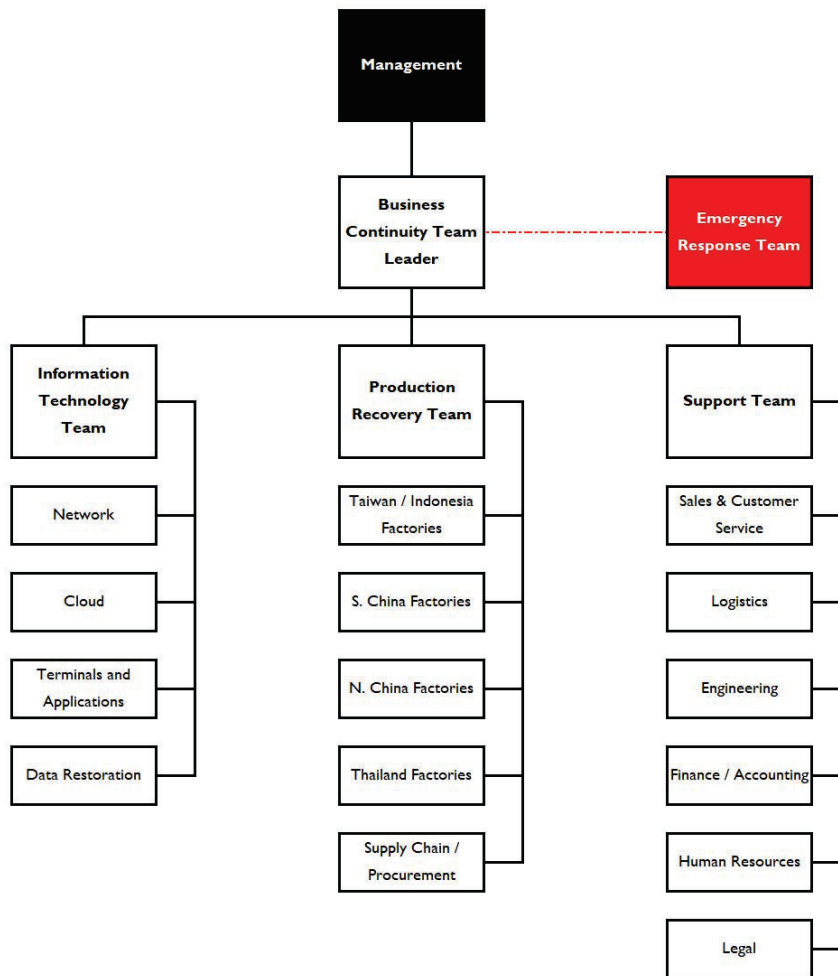 Management
Business
Continuity Team
Leader
Emergency
Response Team
Information
Technology
Team
Network
Cloud
Terminals and
Applications
Data Restoration
Production
Recovery Team
Taiwan / Indonesia
Factories
S. China Factories
N. China Factories
Thailand Factories
Supply Chain /
Procurement
Support Team
Sales & Customer
Service
Logistics
Engineering
Finance / Accounting
Human Resources
Legal